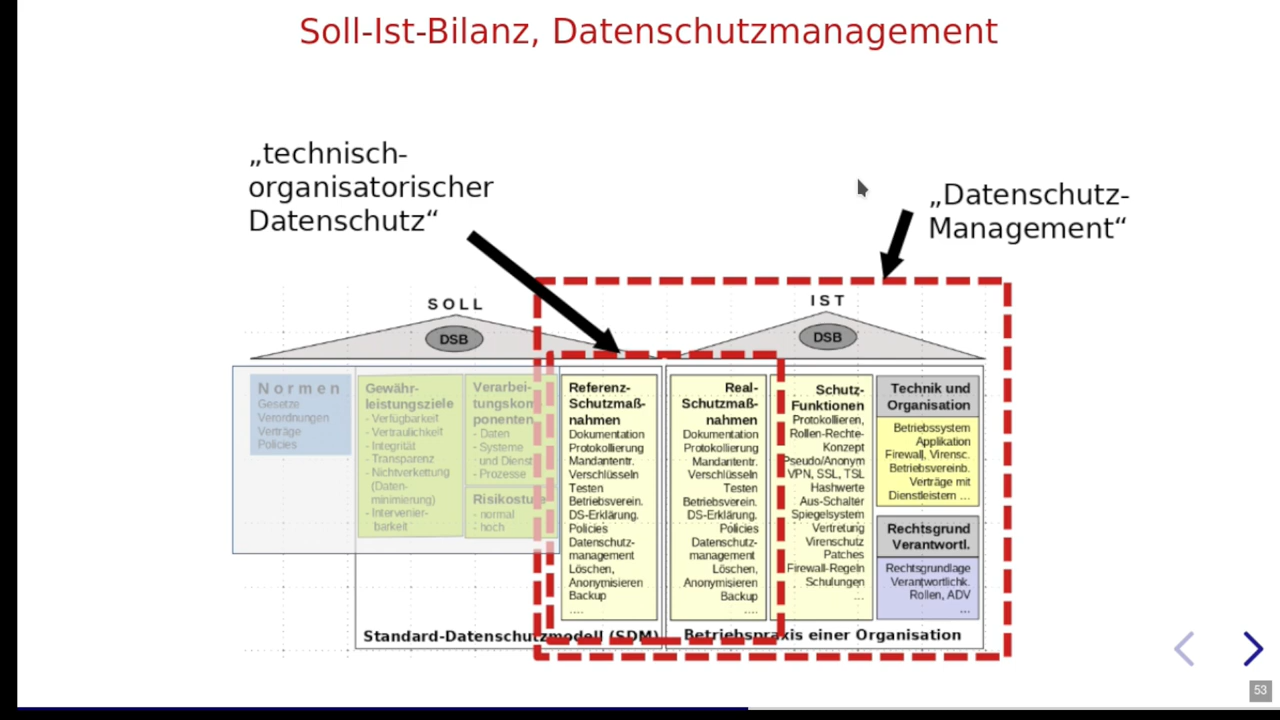 Soll-Ist-Bilanz, Datenschutzmanagement
„technisch-
organisatorischer
Datenschutz“
„Datenschutz-
Management“
SOLL
DSB
IST
DSB
Normen
Gesetze
Verordnungen
Verträge
Policies
Gewähr-
leistungsziele
- Verfügbarkeit
- Vertraulichkeit
- Integrität
- Transparenz
- Nichtverkettung
(Daten-
minimierung)
- Intervenier-
barkeit
Verarbei-
tungskom
ponenten
- Daten
- Systeme
und Dienst
- Prozesse
Risikostufe
- normal
- hoch
Referenz-
Schutzmaß-
nahmen
Dokumentation
Protokollierung
Mandantentr.
Verschlüsseln
Testen
Betriebsverein.
DS-Erklärung.
Policies
Datenschutz-
management
Löschen,
Anonymisieren
Backup
....
Real-
Schutzmaß-
nahmen
Dokumentation
Protokollierung
Mandantentr.
Verschlüsseln
Testen
Betriebsverein.
DS-Erklärung.
Policies
Datenschutz-
management
Löschen,
Anonymisieren
Backup
....
Schutz-
Funktionen
Protokollieren,
Rollen-Rechte-
Konzept
Pseudo/Anonym
VPN, SSL, TSL
Hashwerte
Aus-Schalter
Spiegelsystem
Vertretung
Virenschutz
Patches
Firewall-Regeln
Schulungen
...
Technik und
Organisation
Betriebssystem
Applikation
Firewall, Virensc.
Betriebsvereinb.
Verträge mit
Dienstleistern ...
Rechtsgrund
Verantwortl.
Rechtsgrundlage
Verantwortlichk.
Rollen, ADV
...
Standard-Datenschutzmodell (SDM)
Betriebspraxis einer Organisation
53